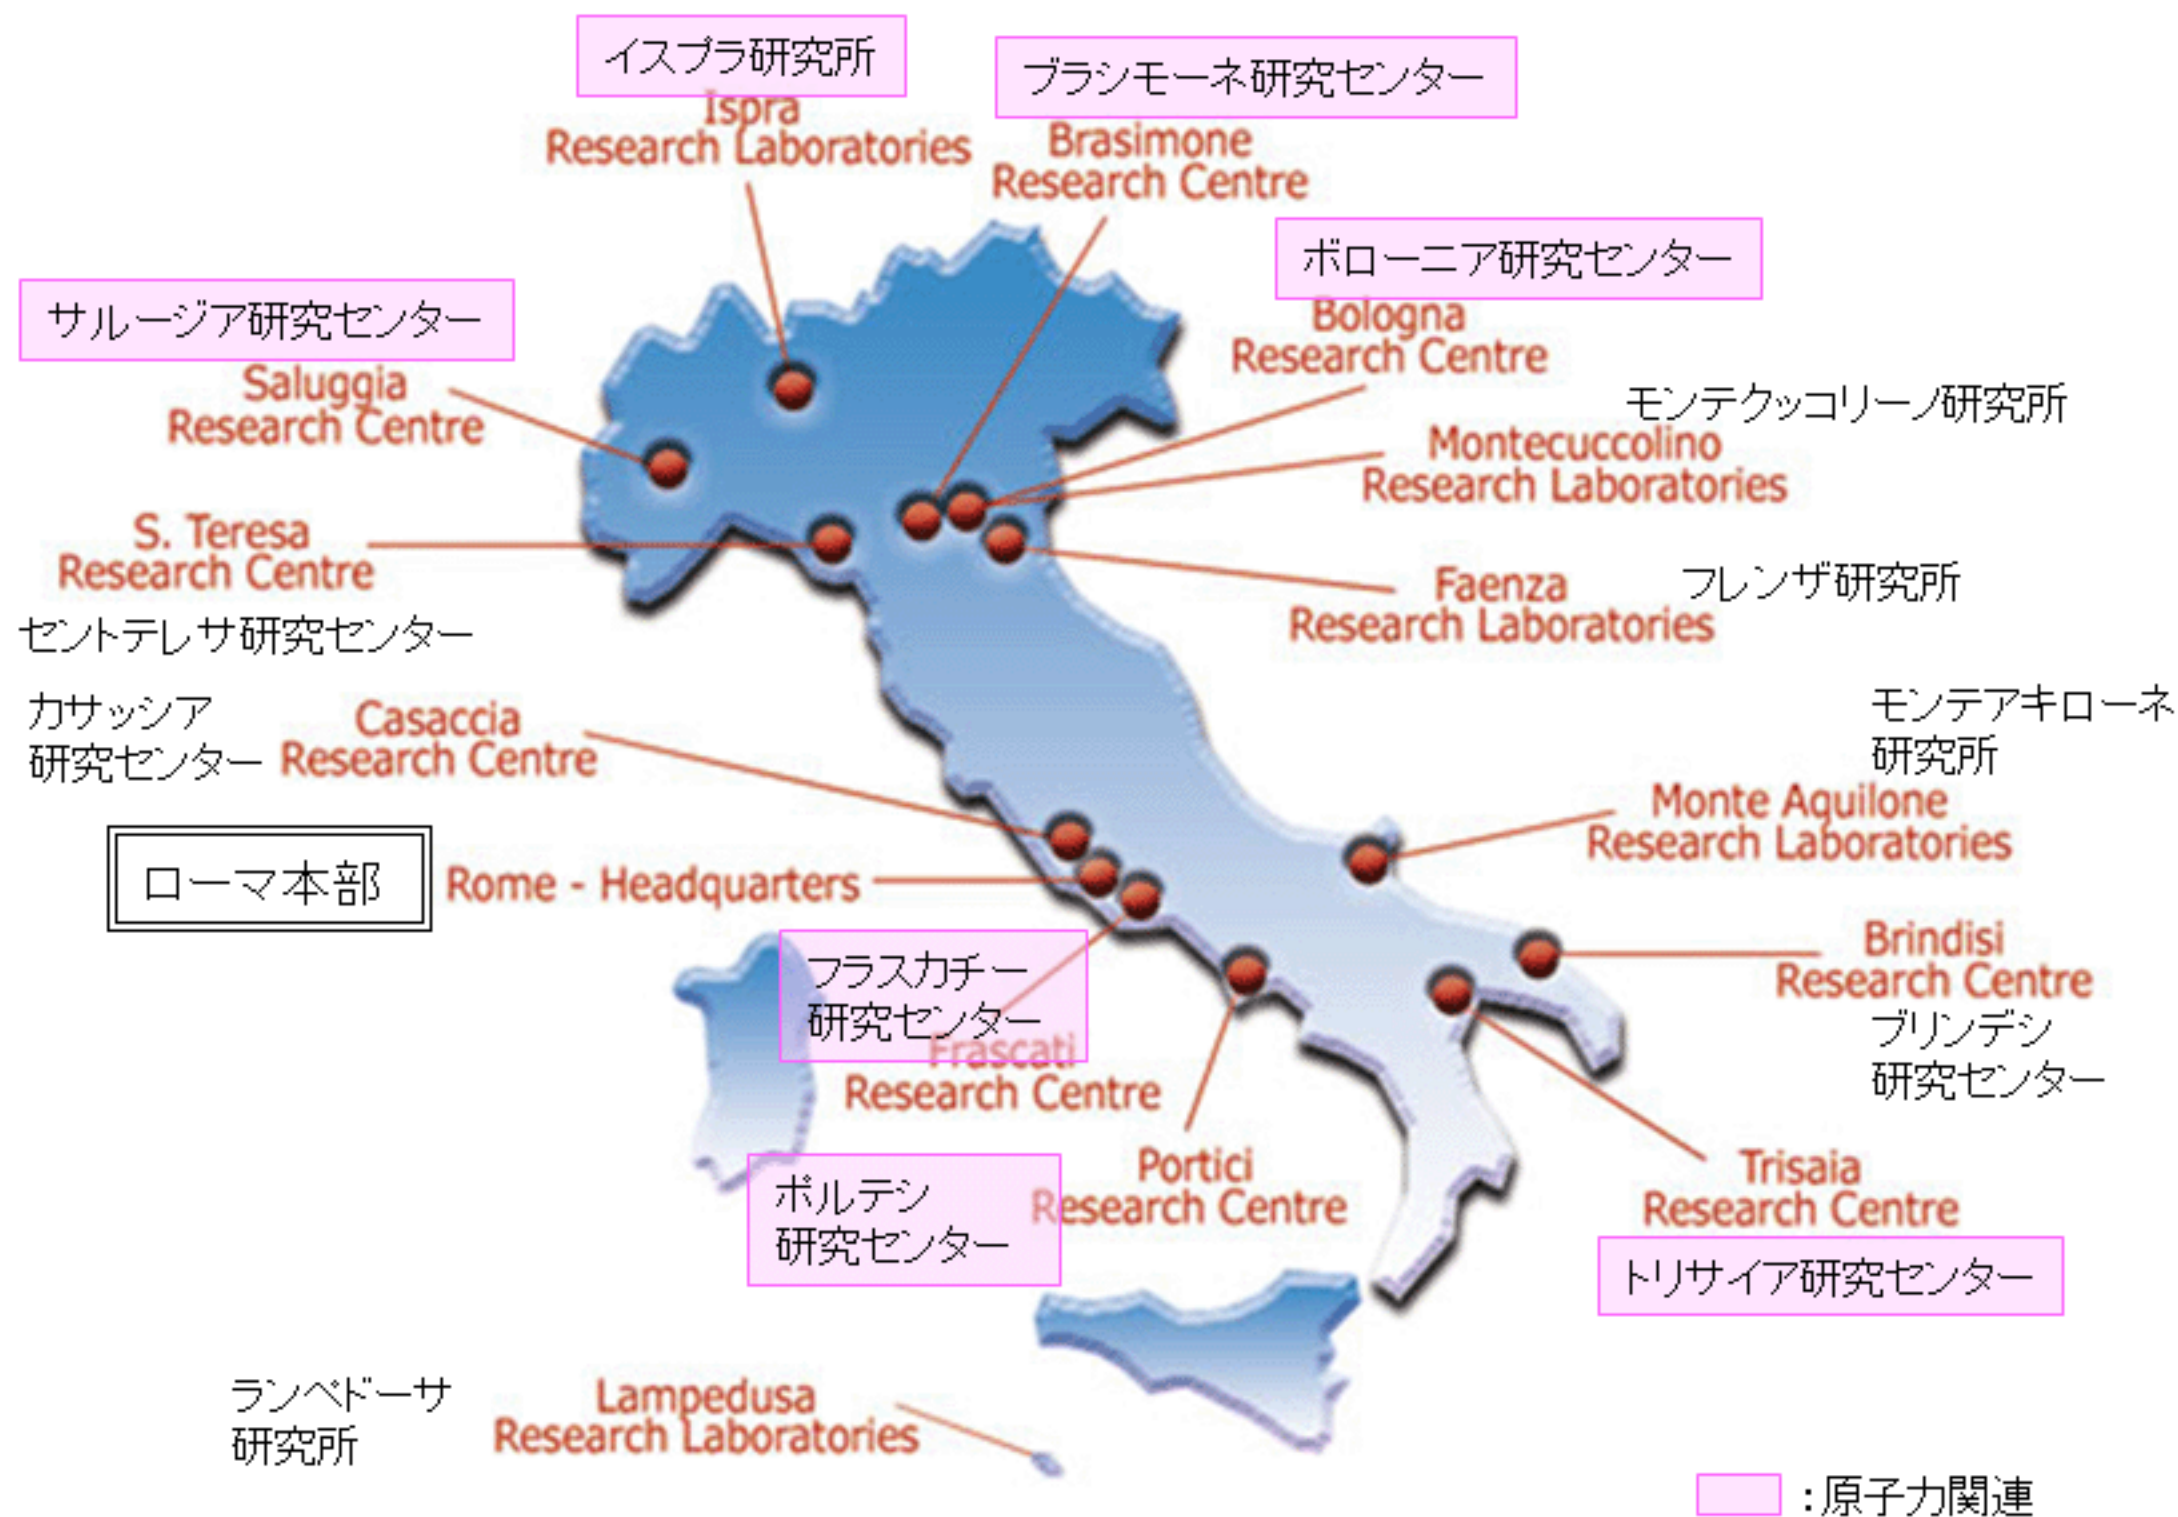 イスプラ研究所
Ispra
Research Laboratories
ブラシモーネ研究センター
Brasimone
Research Centre
ボローニア研究センター
Bologna
Research Centre
サルージア研究センター
Saluggia
Research Centre
モンテクッコリーノ研究所
Montecuccolino
Research Laboratories
S. Teresa
Research Centre
セントテレサ研究センター
Faenza
Research Laboratories
フレンザ研究所
カサッシア
研究センター
Casaccia
Research Centre
モンテアキローネ
研究所
Monte Aquilone
Research Laboratories
ローマ本部
Rome - Headquarters
フラスカチー
研究センター
Frascati
Research Centre
Brindisi
Research Centre
ブリンデシ
研究センター
ポルテシ
研究センター
Portici
Research Centre
Trisaia
Research Centre
トリサイア研究センター
ランペドーサ
研究所
Lampedusa
Research Laboratories
:原子力関連